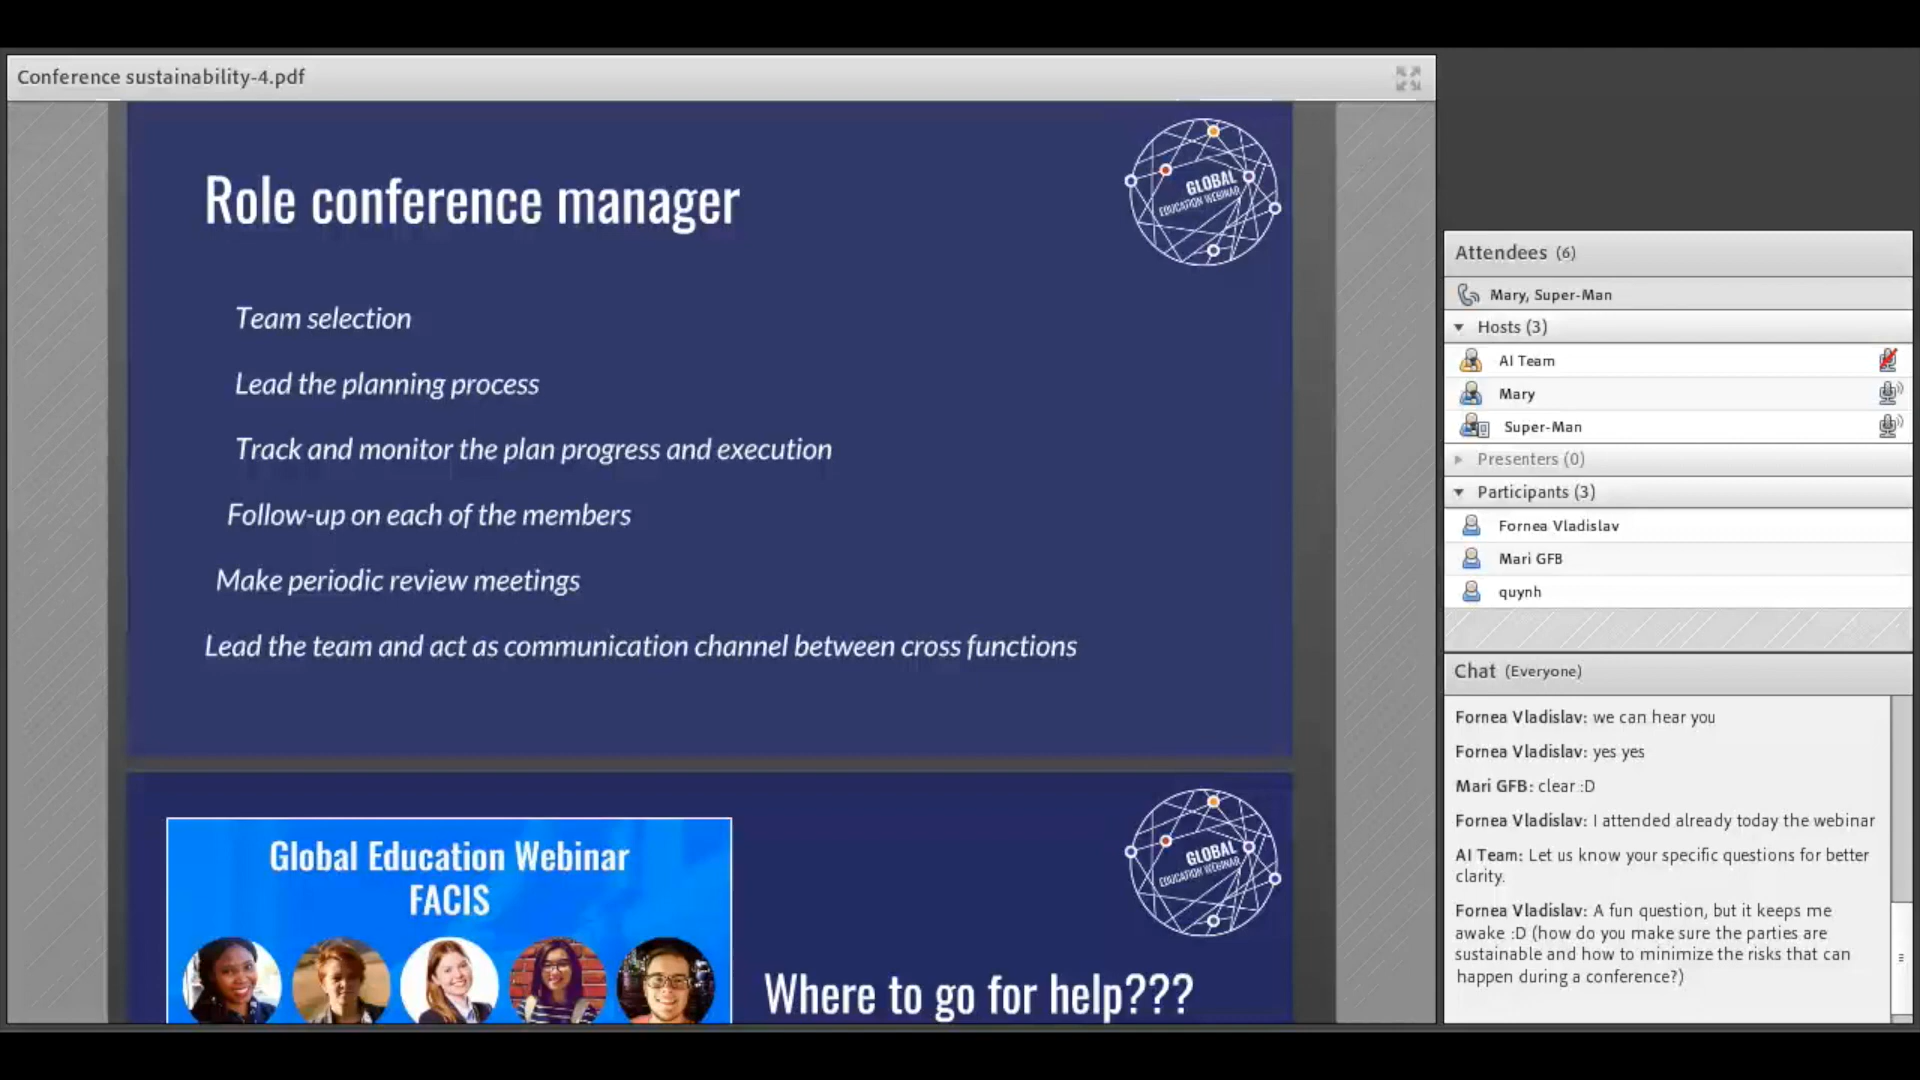 Conference sustainability-4.pdf
Role conference manager
GLOBAL
EDUCATION WEBINAR
Team selection
Lead the planning process
Track and monitor the plan progress and execution
Follow-up on each of the members
Make periodic review meetings
Lead the team and act as communication channel between cross functions
Global Education Webinar
FACIS
GLOBAL
EDUCATION WEBINAR
Where to go for help???
Attendees (6)
Mary, Super-Man
Hosts (3)
AI Team
Mary
Super-Man
Presenters (0)
Participants (3)
Fornea Vladislav
Mari GFB
quynh
Chat (Everyone)
Fornea Vladislav: we can hear you
Fornea Vladislav: yes yes
Mari GFB: clear :D
Fornea Vladislav: I attended already today the webinar
AI Team: Let us know your specific questions for better
clarity.
Fornea Vladislav: A fun question, but it keeps me
awake :D (how do you make sure the parties are
sustainable and how to minimize the risks that can
happen during a conference?)